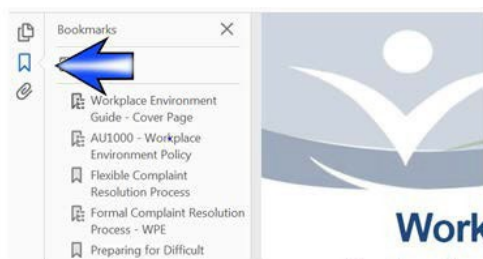 Bookmarks
Workplace Environment
Guide - Cover Page
AU1000 - Workplace
Environment Policy
Flexible Complaint
Resolution Process
Formal Complaint Resolution
Process - WPE
Preparing for Difficult
Work